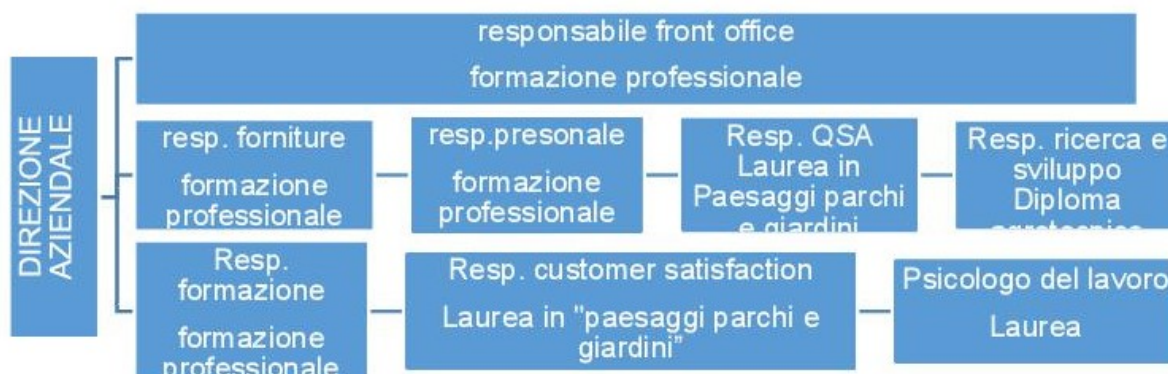 DIREZIONE
AZIENDALE
responsabile front office
formazione professionale
resp. forniture
formazione
professionale
resp.presonale
formazione
professionale
Resp. QSA
Laurea in
Paesaggi parchi
e giardini
Resp. ricerca e
sviluppo
Diploma
agrotecnico
Resp.
formazione
formazione
professionale
Resp. customer satisfaction
Laurea in "paesaggi parchi e
giardini”
Psicologo del lavoro
Laurea